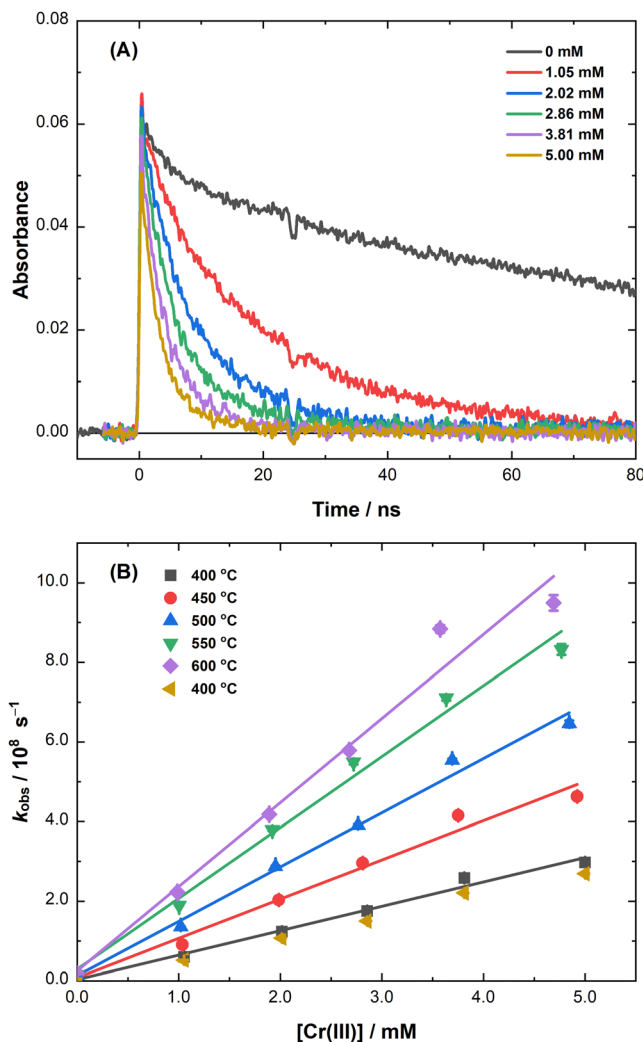 (A)
0 mM
1.05 mM
2.02 mM
2.86 mM
3.81 mM
5.00 mM
Absorbance
0.08
0.06
0.04
0.02
0.00
0
20
40
60
80
Time / ns
(B)
400 °C
450 °C
500 °C
550 °C
600 °C
400 °C
kobs / 10⁸ s⁻¹
10.0
8.0
6.0
4.0
2.0
0.0
0.0
1.0
2.0
3.0
4.0
5.0
[Cr(III)] / mM